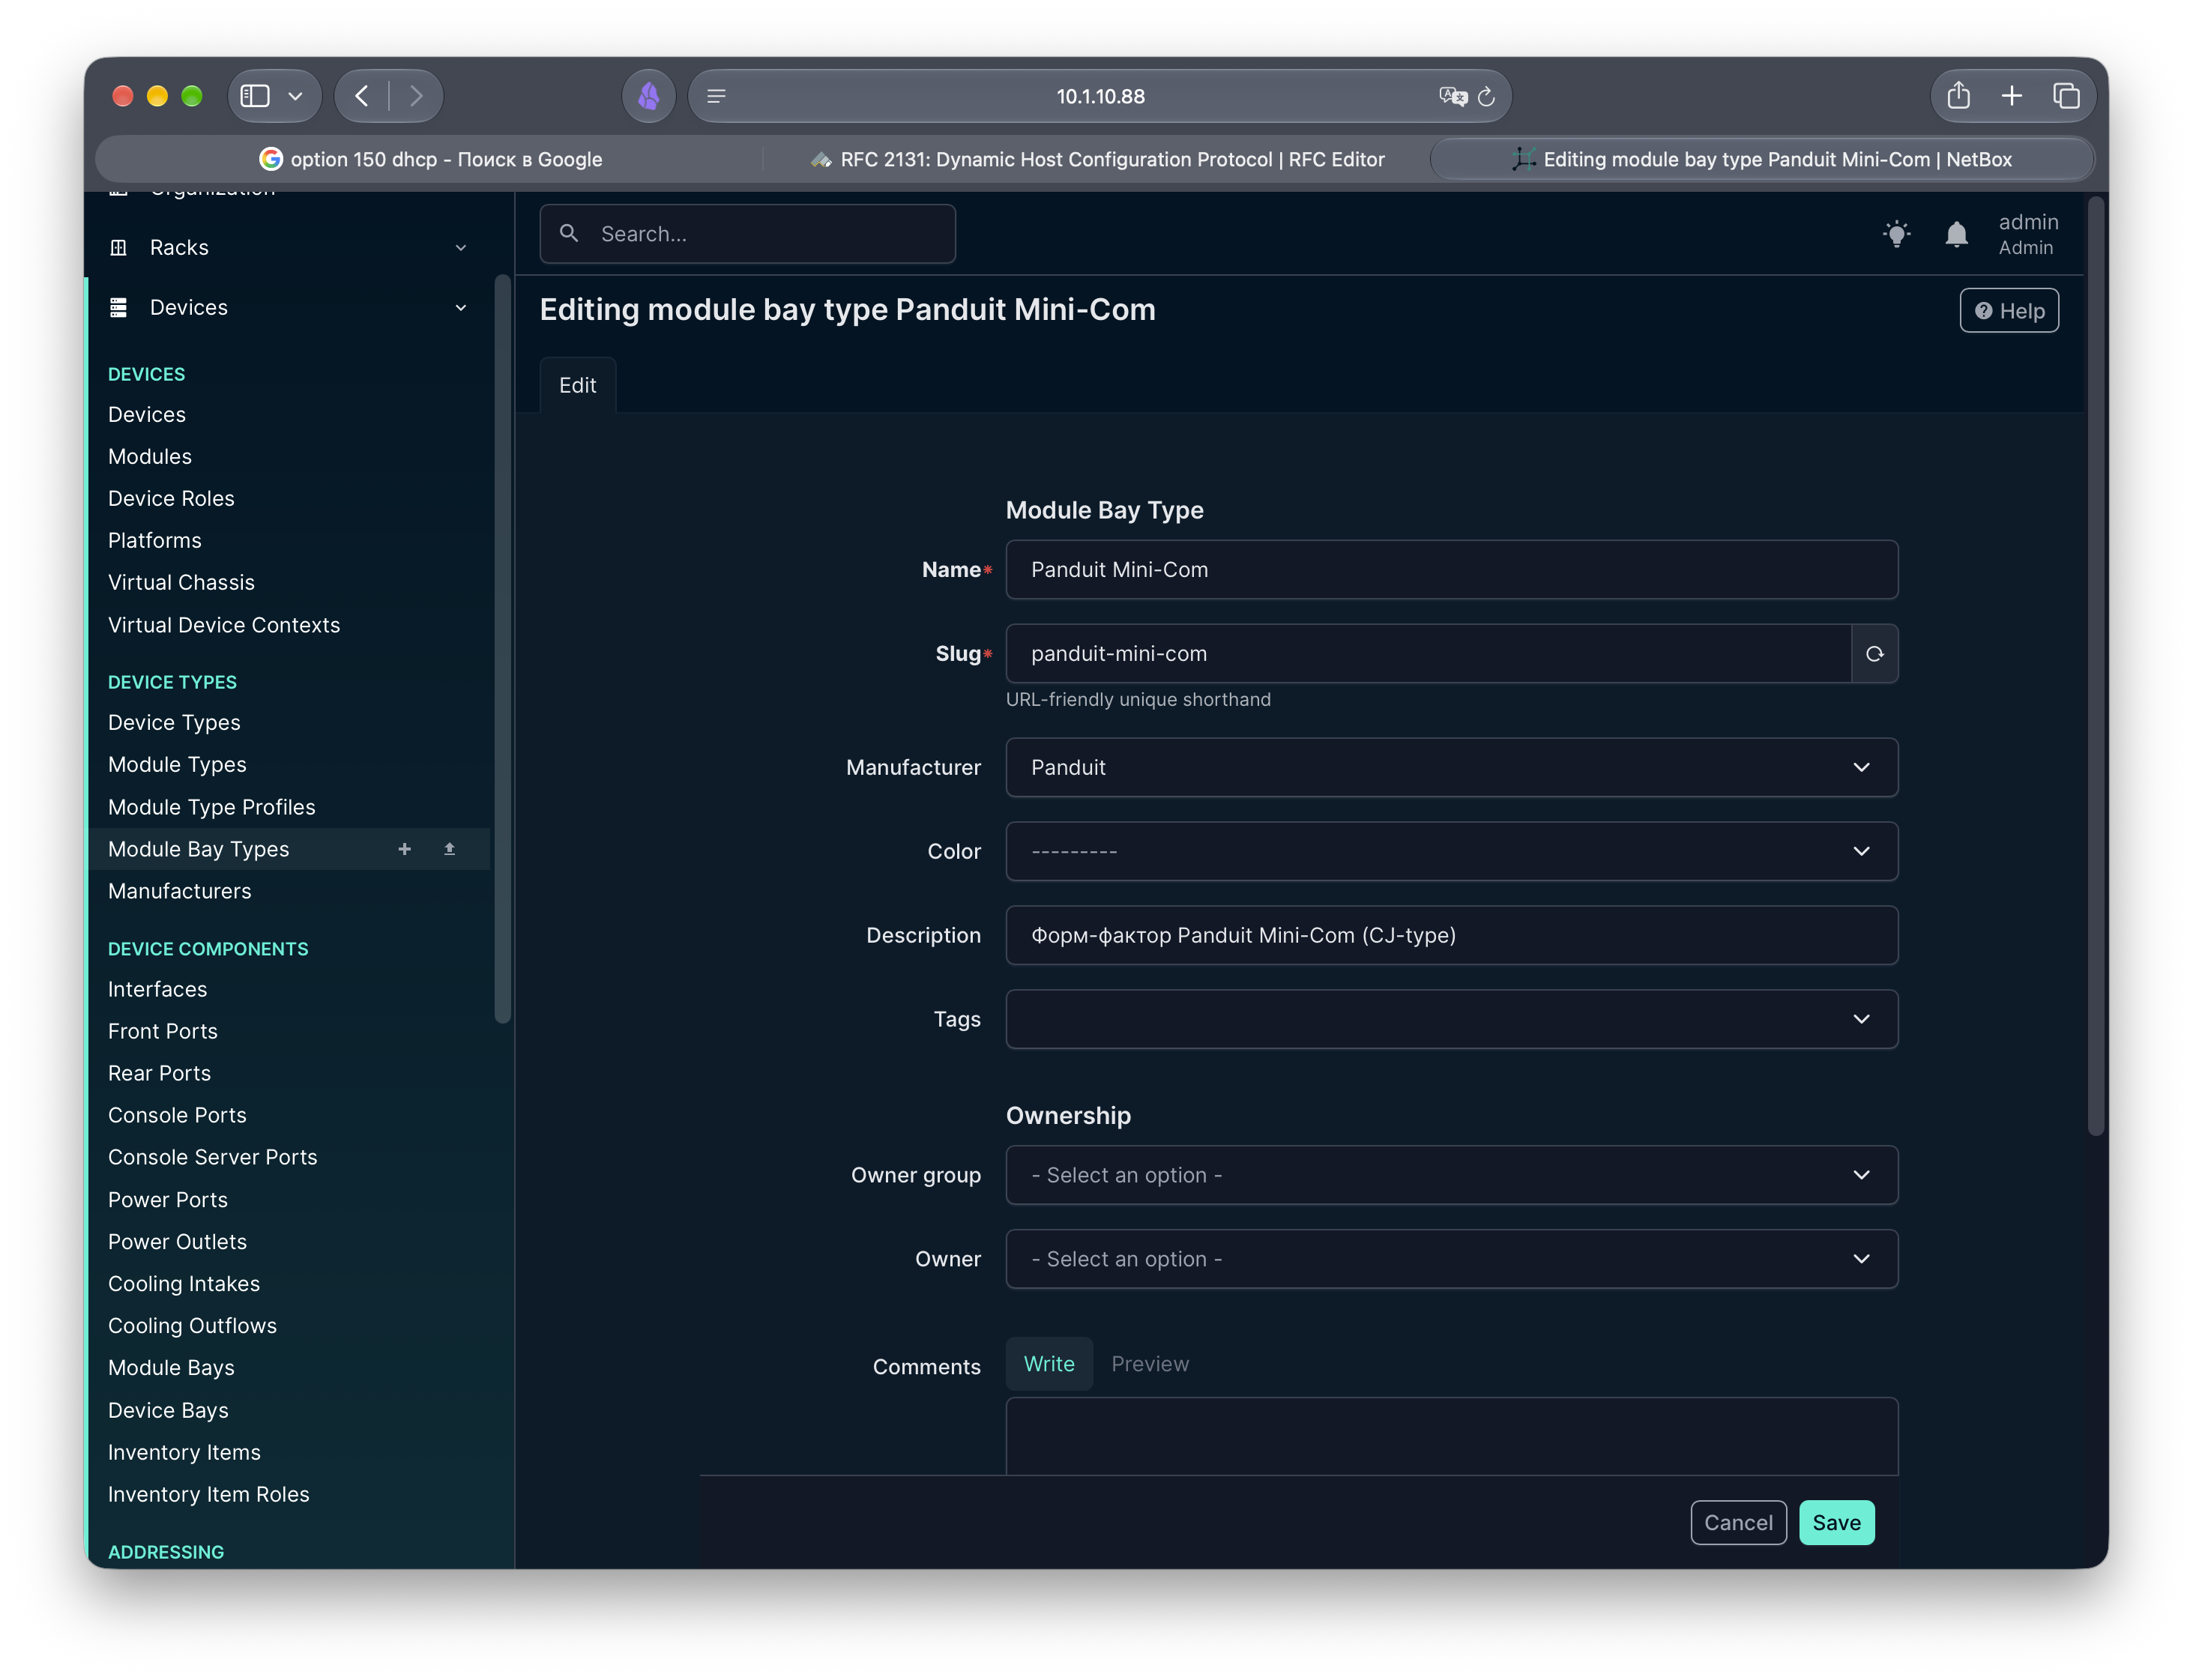 10.1.10.88
option 150 dhcp - Поиск в Google
RFC 2131: Dynamic Host Configuration Protocol | RFC Editor
Editing module bay type Panduit Mini-Com | NetBox
Organization
Racks
Devices
DEVICES
Devices
Modules
Device Roles
Platforms
Virtual Chassis
Virtual Device Contexts
DEVICE TYPES
Device Types
Module Types
Module Type Profiles
Module Bay Types
Manufacturers
DEVICE COMPONENTS
Interfaces
Front Ports
Rear Ports
Console Ports
Console Server Ports
Power Ports
Power Outlets
Cooling Intakes
Cooling Outflows
Module Bays
Device Bays
Inventory Items
Inventory Item Roles
ADDRESSING
Search...
admin
Admin
Editing module bay type Panduit Mini-Com
Help
Edit
Module Bay Type
Name*
Panduit Mini-Com
Slug*
panduit-mini-com
URL-friendly unique shorthand
Manufacturer
Panduit
Color
---------
Description
Форм-фактор Panduit Mini-Com (CJ-type)
Tags
Ownership
Owner group
- Select an option -
Owner
- Select an option -
Comments
Write
Preview
Cancel
Save